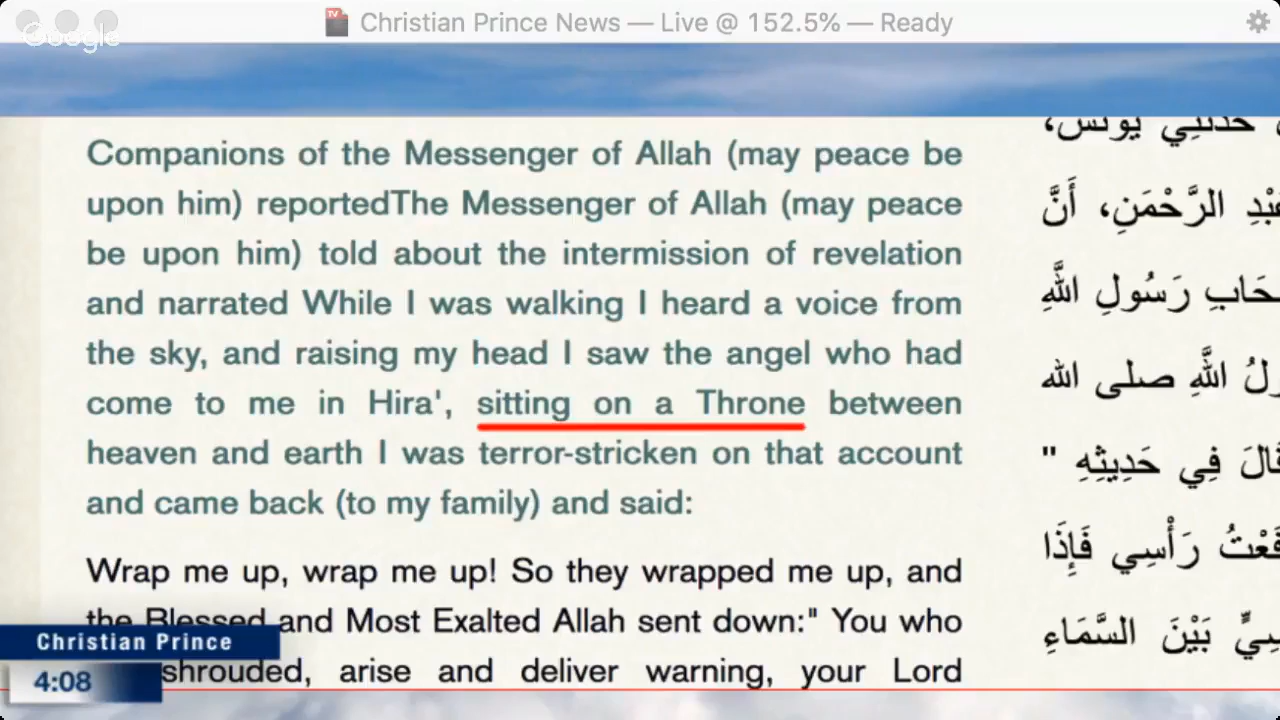 Christian Prince News — Live @ 152.5% — Ready
Google
Companions of the Messenger of Allah (may peace be
upon him) reportedThe Messenger of Allah (may peace
be upon him) told about the intermission of revelation
and narrated While I was walking I heard a voice from
the sky, and raising my head I saw the angel who had
come to me in Hira', sitting on a Throne between
heaven and earth I was terror-stricken on that account
and came back (to my family) and said:
Wrap me up, wrap me up! So they wrapped me up, and
the Blessed and Most Exalted Allah sent down:" You who
shrouded, arise and deliver warning, your Lord
حَدَّثَنِي يُونُسُ،
الرَّحْمَنِ، أَنَّ
رَسُولِ اللَّهِ
اللَّهِ صلى الله
فِي حَدِيثِهِ "
رَأْسِي فَإِذَا
بَيْنَ السَّمَاءِ
Christian Prince
4:08